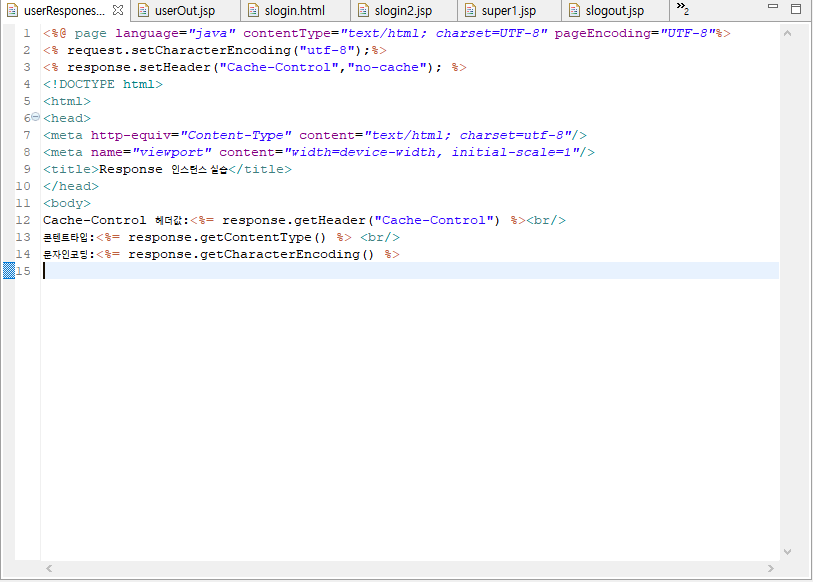 userRespones... userOut.jsp slogin.html slogin2.jsp super1.jsp slogout.jsp »2
1 <%@ page language="java" contentType="text/html; charset=UTF-8" pageEncoding="UTF-8"%>
2 <% request.setCharacterEncoding("utf-8");%>
3 <% response.setHeader("Cache-Control","no-cache"); %>
4 <!DOCTYPE html>
5 <html>
6 <head>
7 <meta http-equiv="Content-Type" content="text/html; charset=utf-8"/>
8 <meta name="viewport" content="width=device-width, initial-scale=1"/>
9 <title>Response 인스턴스 실습</title>
10 </head>
11 <body>
12 Cache-Control 헤더값:<%= response.getHeader("Cache-Control") %><br/>
13 콘텐트타입:<%= response.getContentType() %> <br/>
14 문자인코딩:<%= response.getCharacterEncoding() %>
15